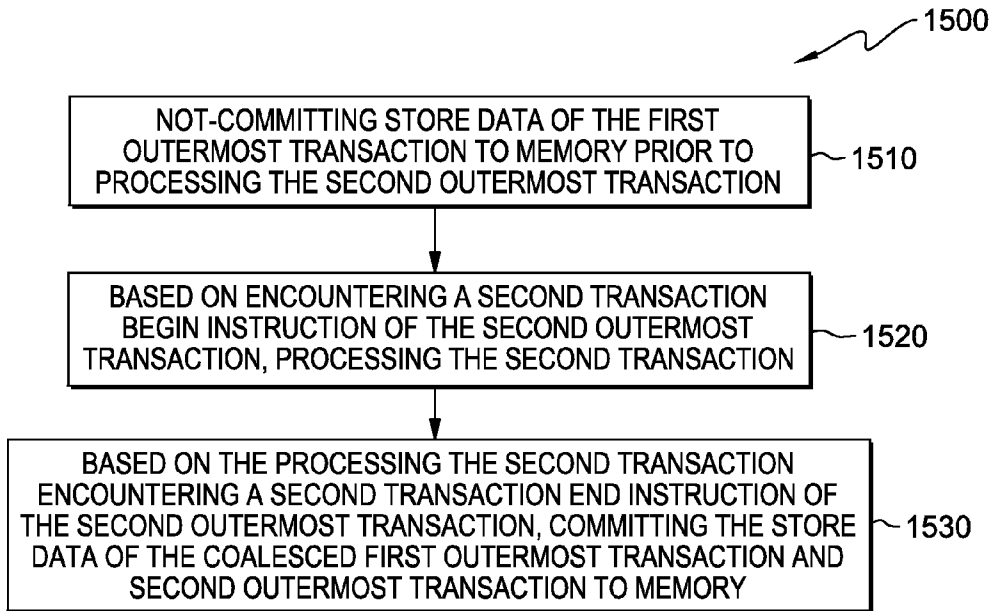 1500
NOT-COMMITTING STORE DATA OF THE FIRST
OUTERMOST TRANSACTION TO MEMORY PRIOR TO
PROCESSING THE SECOND OUTERMOST TRANSACTION
1510
BASED ON ENCOUNTERING A SECOND TRANSACTION
BEGIN INSTRUCTION OF THE SECOND OUTERMOST
TRANSACTION, PROCESSING THE SECOND TRANSACTION
1520
BASED ON THE PROCESSING THE SECOND TRANSACTION
ENCOUNTERING A SECOND TRANSACTION END INSTRUCTION OF
THE SECOND OUTERMOST TRANSACTION, COMMITTING THE STORE
DATA OF THE COALESCED FIRST OUTERMOST TRANSACTION AND
SECOND OUTERMOST TRANSACTION TO MEMORY
1530